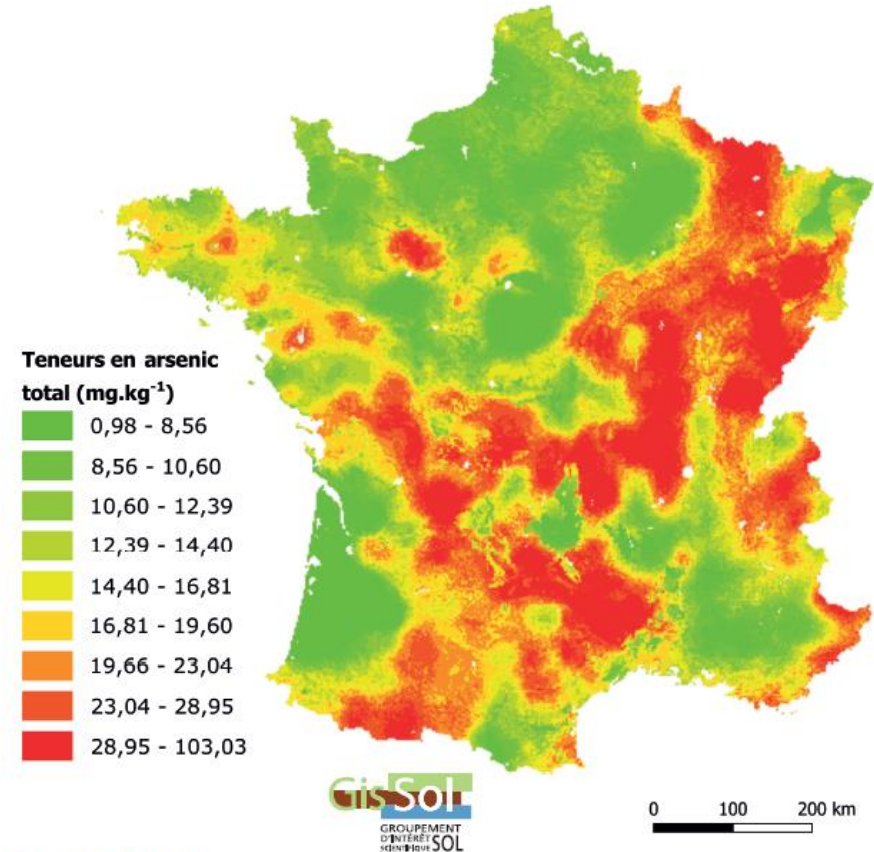 Teneurs en arsenic
total (mg.kg-1)
0,98 - 8,56
8,56 - 10,60
10,60 - 12,39
12,39 - 14,40
14,40 - 16,81
16,81 - 19,60
19,66 - 23,04
23,04 - 28,95
28,95 - 103,03
GisSol
GROUPEMENT
D'INTÉRÊT
SCIENTIFIQUE SOL
0 100 200 km